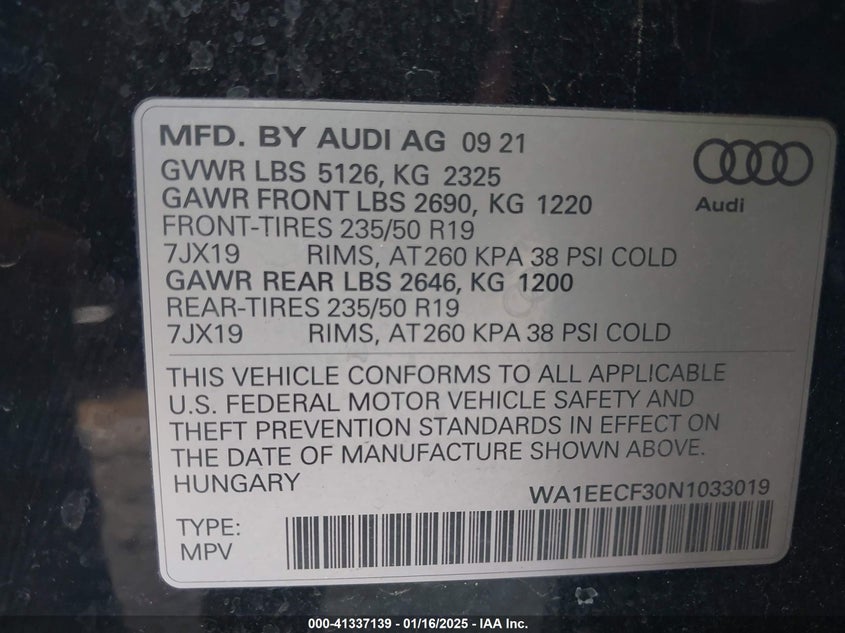 MFD. BY AUDI AG 09 21
GVWR LBS 5126, KG 2325
GAWR FRONT LBS 2690, KG 1220
FRONT-TIRES 235/50 R19
7JX19 RIMS, AT 260 KPA 38 PSI COLD
GAWR REAR LBS 2646, KG 1200
REAR-TIRES 235/50 R19
7JX19 RIMS, AT 260 KPA 38 PSI COLD
Audi
THIS VEHICLE CONFORMS TO ALL APPLICABLE
U.S. FEDERAL MOTOR VEHICLE SAFETY AND
THEFT PREVENTION STANDARDS IN EFFECT ON
THE DATE OF MANUFACTURE SHOWN ABOVE.
HUNGARY
WA1EECF30N1033019
TYPE:
MPV
000-41337139 - 01/16/2025 - IAA Inc.